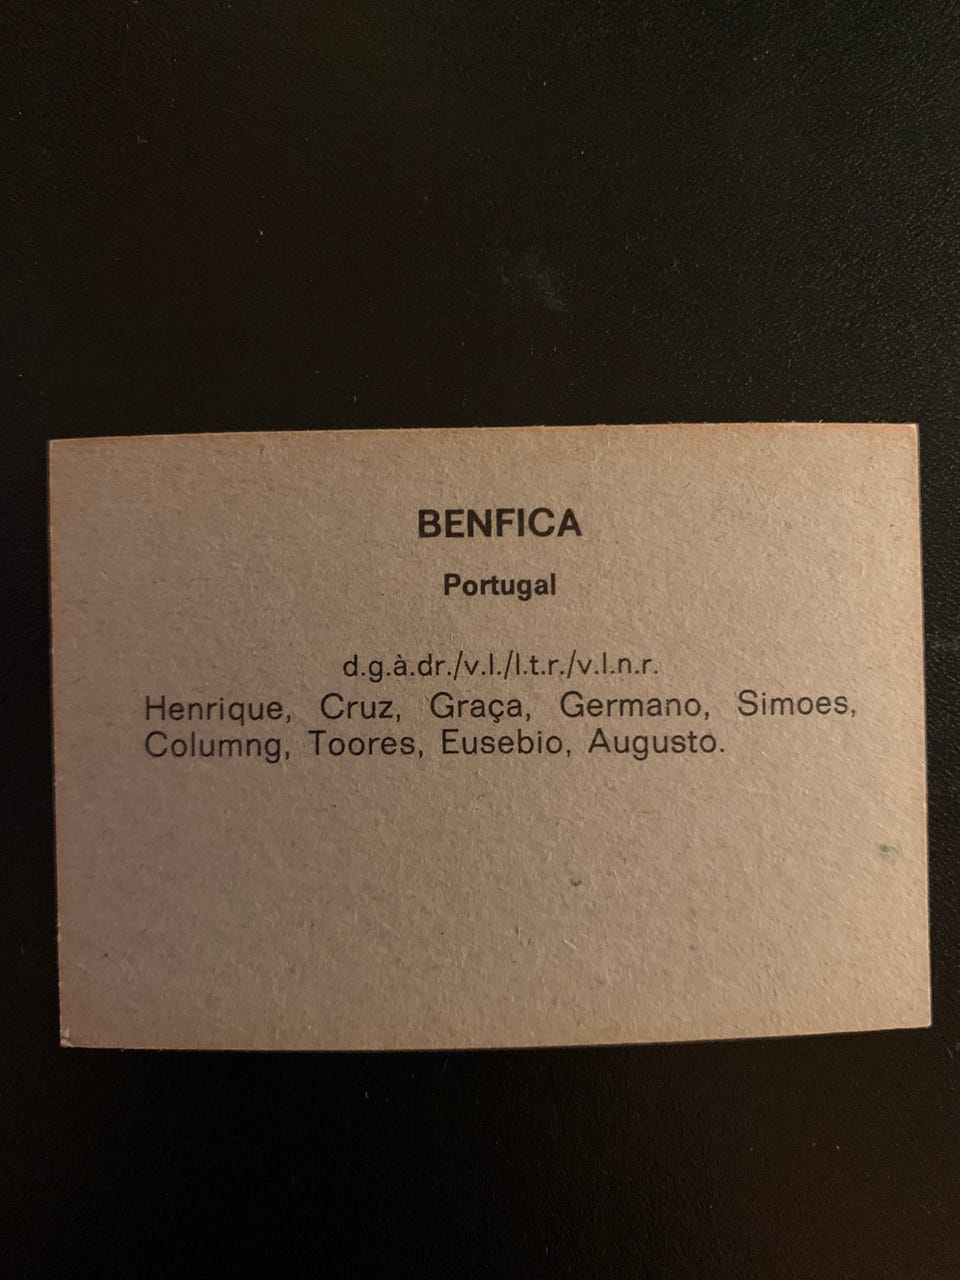 BENFICA
Portugal
d.g.à.dr./v.l./l.t.r./v.l.n.r.
Henrique, Cruz, Graça, Germano, Simoes,
Columng, Toores, Eusebio, Augusto.